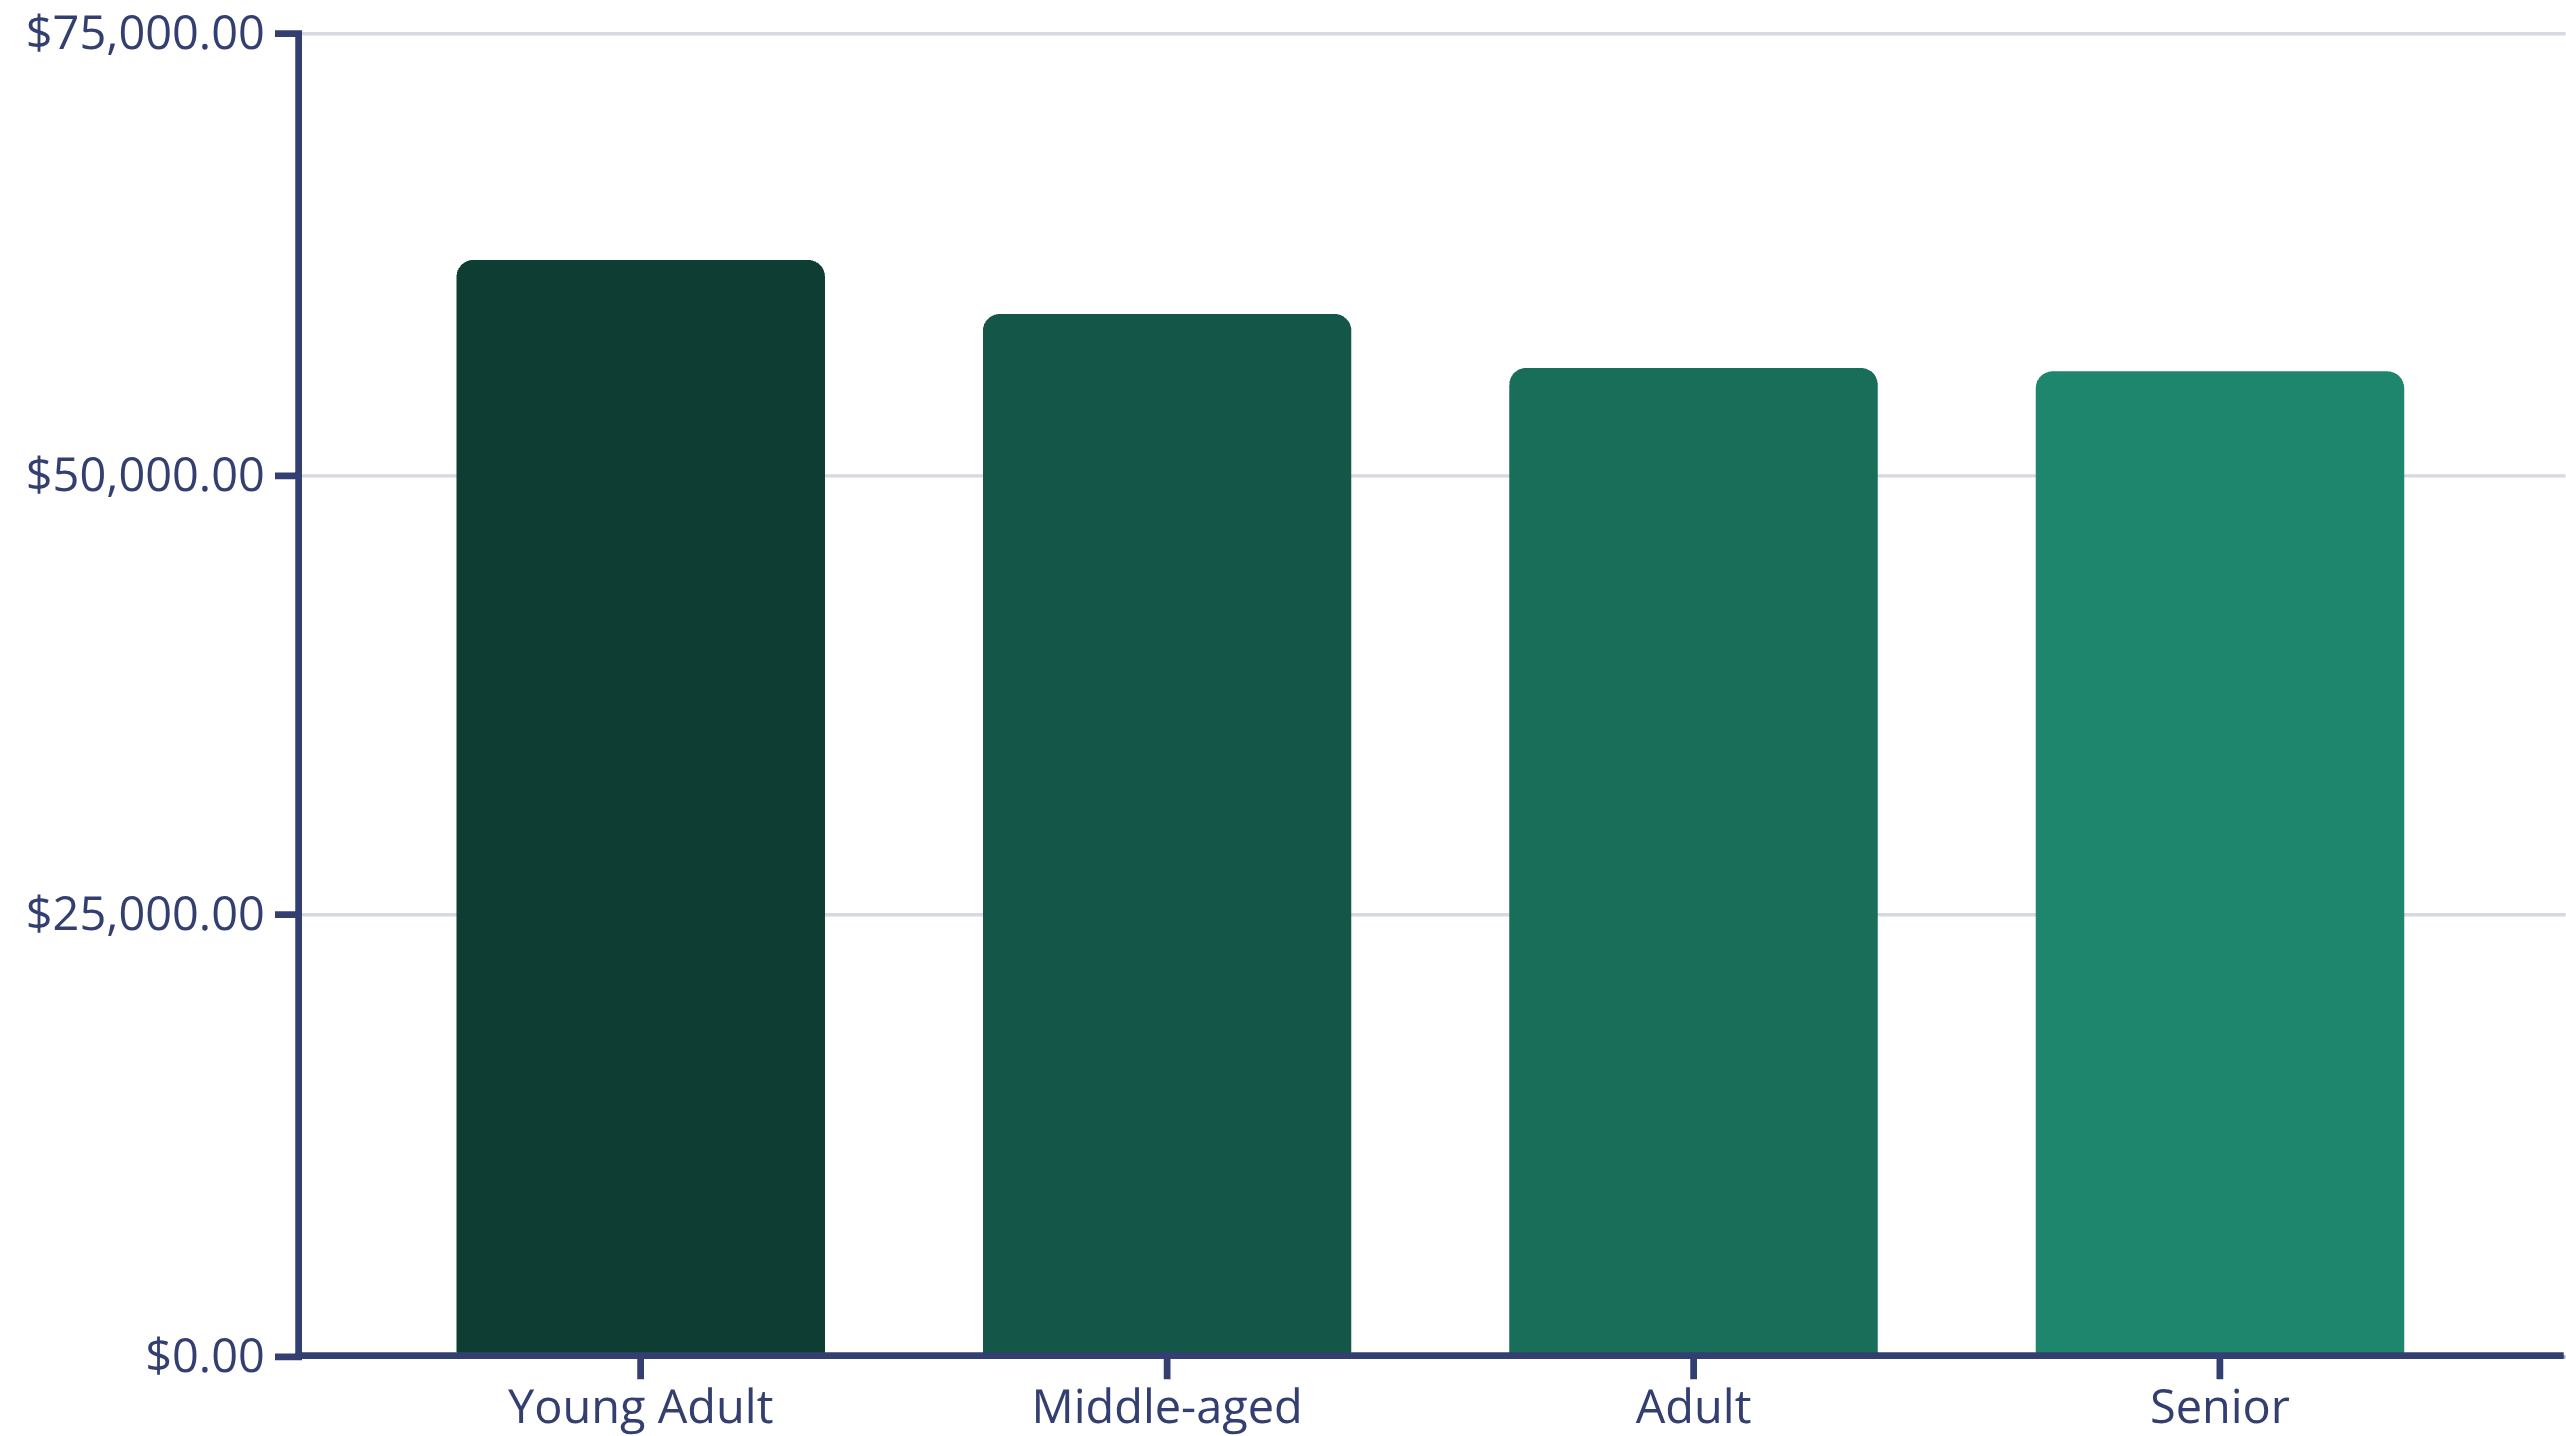 $75,000.00
$50,000.00
$25,000.00
$0.00
Young Adult
Middle-aged
Adult
Senior